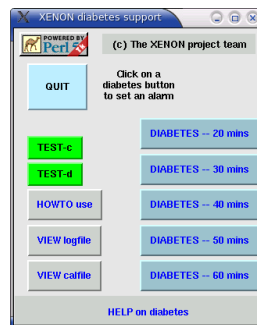 XENON diabetes support
POWERED BY
Perl 5
(c) The XENON project team
QUIT
Click on a
diabetes button
to set an alarm
DIABETES -- 20 mins
TEST-c
DIABETES -- 30 mins
TEST-d
HOWTO use
DIABETES -- 40 mins
VIEW logfile
DIABETES -- 50 mins
VIEW calfile
DIABETES -- 60 mins
HELP on diabetes